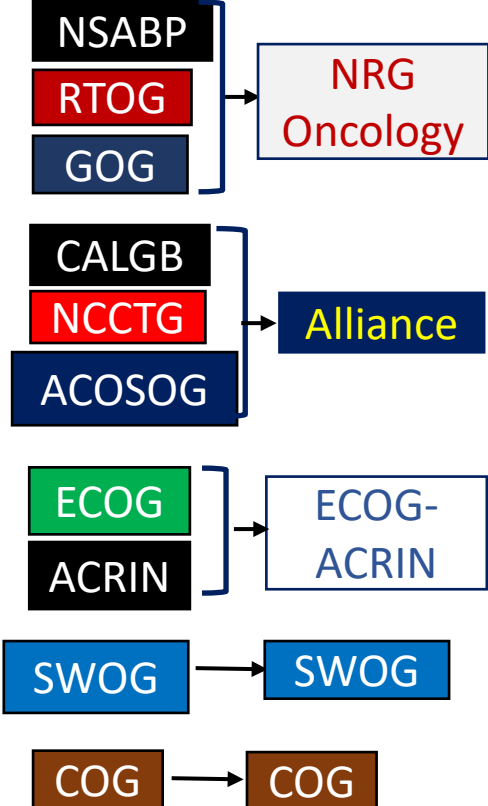 NSABP
RTOG
GOG
NRG
Oncology
CALGB
NCCTG
ACOSOG
Alliance
ECOG
ACRIN
ECOG-
ACRIN
SWOG
SWOG
COG
COG